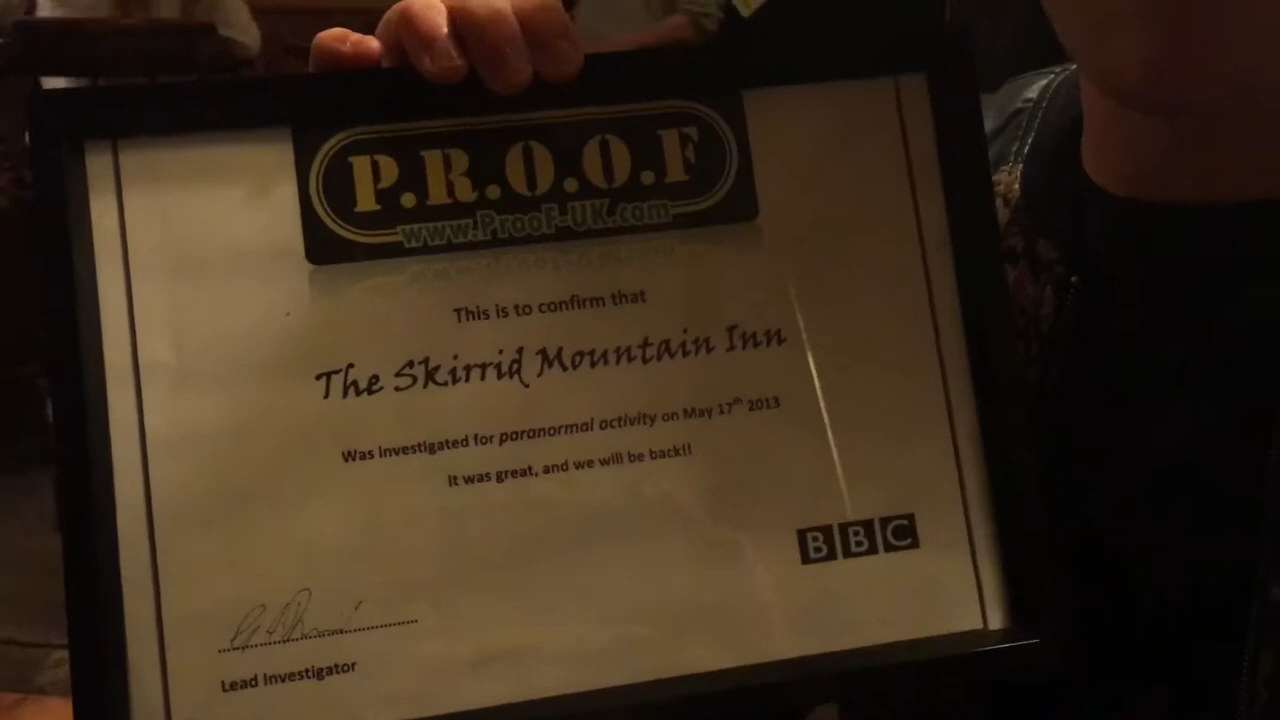 P.R.O.O.F
www.ProoF-UK.com
This is to confirm that
The Skirrid Mountain Inn
Was investigated for paranormal activity on May 17th 2013
It was great, and we will be back!!
BBC
Lead Investigator